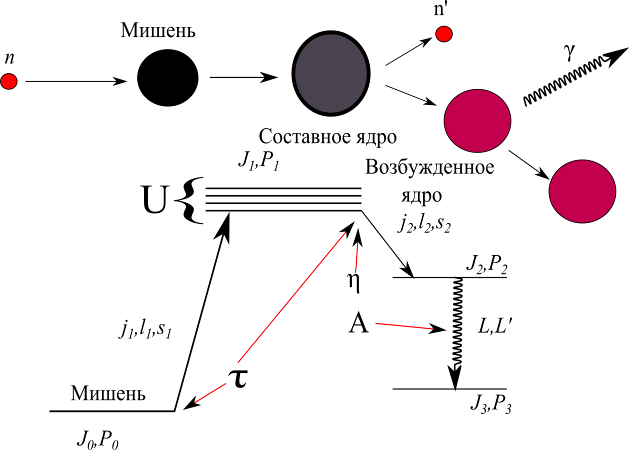 n
Мишень
n'
γ
Составное ядро
J1,P1
Возбужденное
ядро
U
j2,l2,s2
J2,P2
η
A
L,L'
j1,l1,s1
τ
Мишень
J3,P3
J0,P0